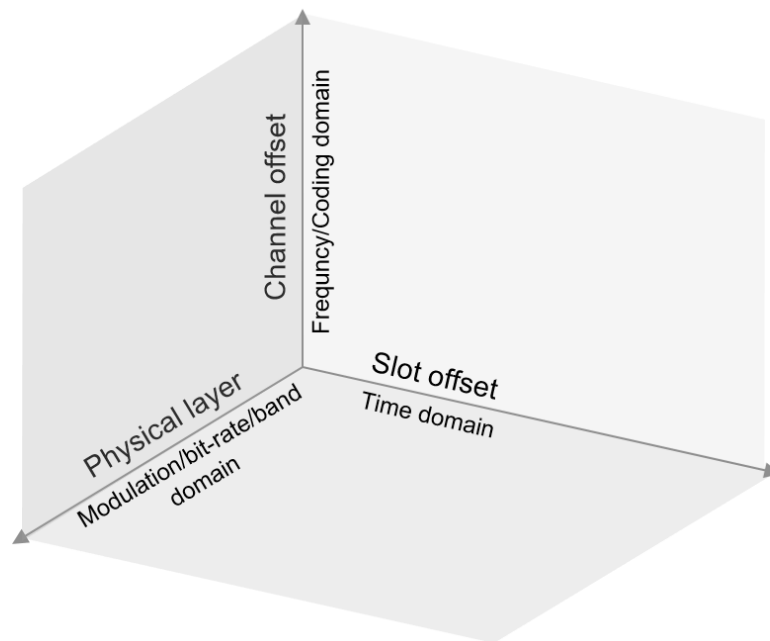 Channel offset
Frequncy/Coding domain
Slot offset
Time domain
Physical layer
Modulation/bit-rate/band
domain